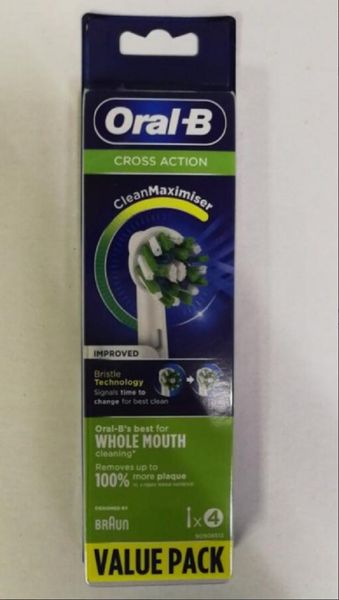 Oral-B
CROSS ACTION
CleanMaximiser
IMPROVED
Bristle
Technology
Signals time to
change for best clean
Oral-B's best for
WHOLE MOUTH
cleaning*
Removes up to
100% more plaque
DESIGNED BY
BRAUN
x 4
VALUE PACK